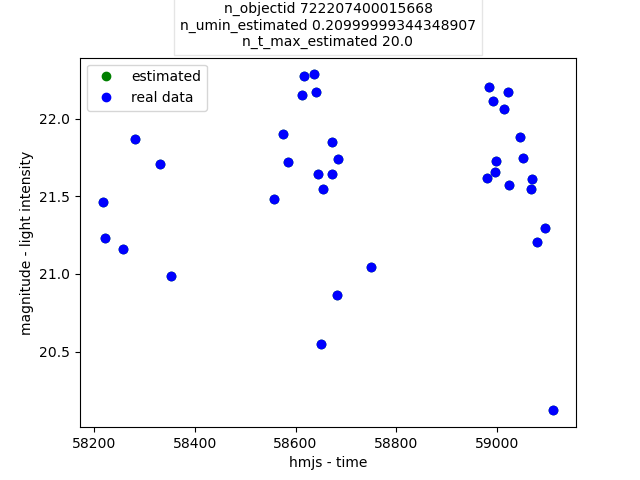 n_objectid 722207400015668
n_umin_estimated 0.20999999344348907
n_t_max_estimated 20.0
estimated
real data
22.0
21.5
21.0
20.5
magnitude - light intensity
58200 58400 58600 58800 59000
hmjs - time